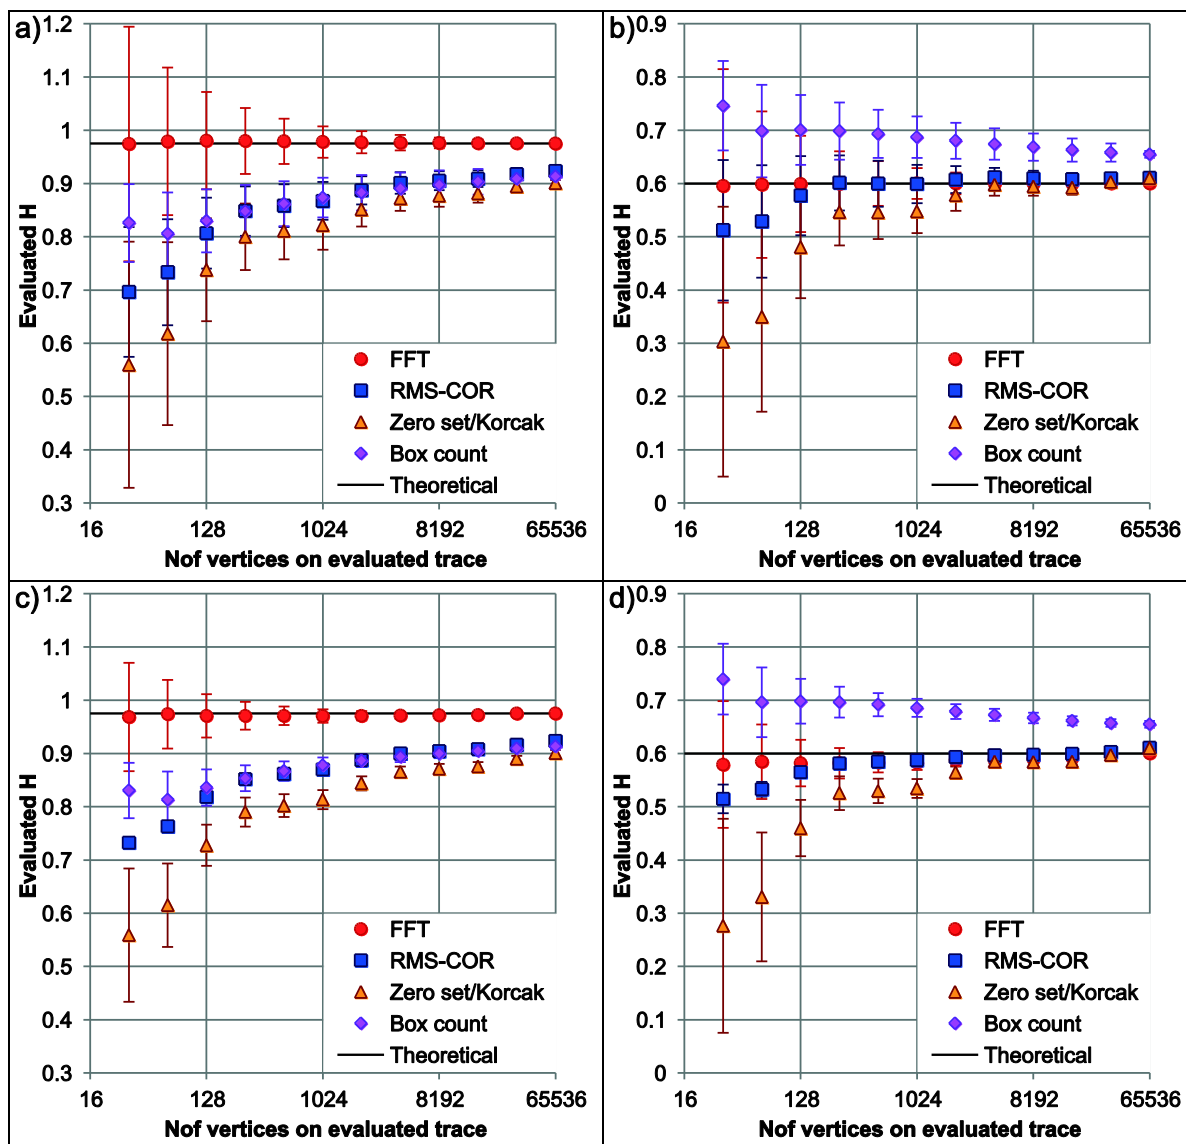 a)
Evaluated H
1.2
1.1
1
0.9
0.8
0.7
0.6
0.5
0.4
0.3
FFT
RMS-COR
Zero set/Korcak
Box count
Theoretical
16 128 1024 8192 65536
Nof vertices on evaluated trace
b)
Evaluated H
0.9
0.8
0.7
0.6
0.5
0.4
0.3
0.2
0.1
0
FFT
RMS-COR
Zero set/Korcak
Box count
Theoretical
16 128 1024 8192 65536
Nof vertices on evaluated trace
c)
Evaluated H
1.2
1.1
1
0.9
0.8
0.7
0.6
0.5
0.4
0.3
FFT
RMS-COR
Zero set/Korcak
Box count
Theoretical
16 128 1024 8192 65536
Nof vertices on evaluated trace
d)
Evaluated H
0.9
0.8
0.7
0.6
0.5
0.4
0.3
0.2
0.1
0
FFT
RMS-COR
Zero set/Korcak
Box count
Theoretical
16 128 1024 8192 65536
Nof vertices on evaluated trace